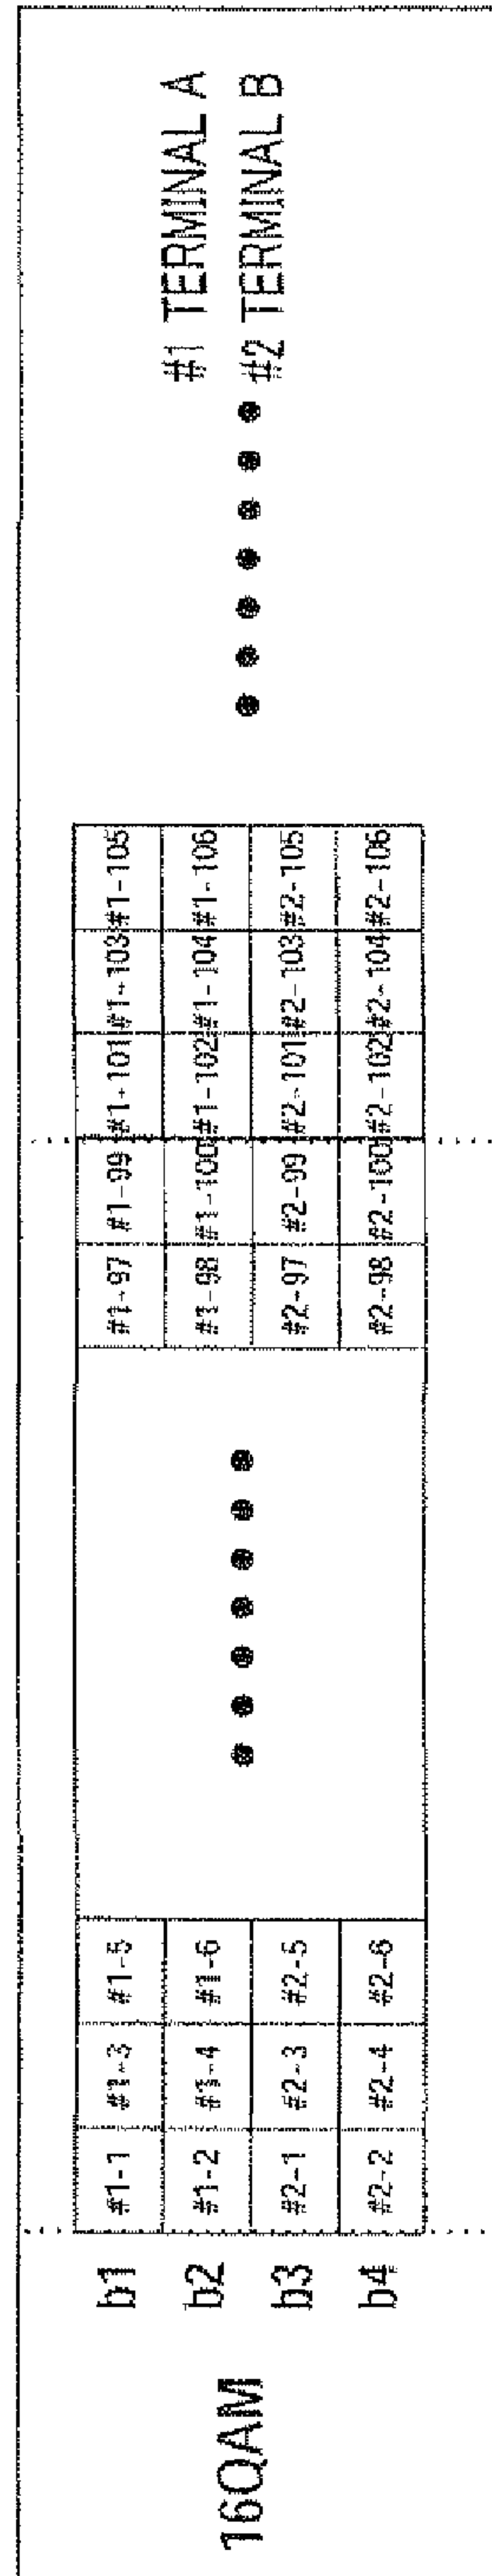 #1 TERMINAL A
#2 TERMINAL B
16QAM
b1 #1-1 #1-3 #1-5 #1-97 #1-99 #1-101 #1-103 #1-105
b2 #1-2 #1-4 #1-6 #1-98 #1-100 #1-102 #1-104 #1-106
b3 #2-1 #2-3 #2-5 #2-97 #2-99 #2-101 #2-103 #2-105
b4 #2-2 #2-4 #2-6 #2-98 #2-100 #2-102 #2-104 #2-106